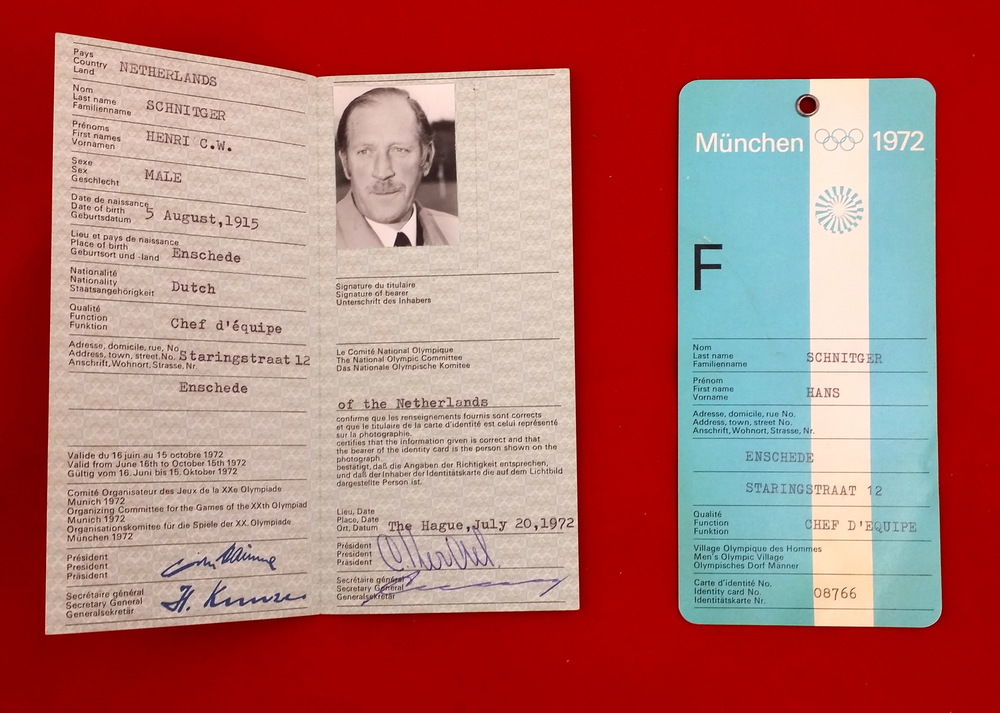 Pays
Country
Land
NETHERLANDS
Nom
Last name
Familienname
SCHNITGER
Prénoms
First names
Vornamen
HENRI C.W.
Sexe
Sex
Geschlecht
MALE
Date de naissance
Date of birth
Geburtsdatum
5 August,1915
Lieu et pays de naissance
Place of birth
Geburtsort und -land
Enschede
Nationalité
Nationality
Staatsangehörigkeit
Dutch
Qualité
Function
Funktion
Chef d'équipe
Adresse, domicile, rue, No.
Address, town, street.No.
Anschrift, Wohnort, Strasse, Nr.
Staringstraat 12
Enschede
Valide du 16 juin au 15 octobre 1972
Valid from June 16th to October 15th 1972
Gültig vom 16. Juni bis 15. Oktober 1972
Comité Organisateur des Jeux de la XXe Olympiade
Munich 1972
Organizing Committee for the Games of the XXth Olympiad
Munich 1972
Organisationskomitee für die Spiele der XX. Olympiade
München 1972
Président
President
Präsident
Secrétaire général
Secretary General
Generalsekretär
Signature du titulaire
Signature of bearer
Unterschrift des Inhabers
Le Comité National Olympique
The National Olympic Committee
Das Nationale Olympische Komitee
of the Netherlands
confirme que les renseignements fournis sont corrects
et que le titulaire de la carte d'identité est celui représenté
sur la photographie.
certifies that the information given is correct and that
the bearer of the identity card is the person shown on the
photograph.
bestätigt, daß die Angaben der Richtigkeit entsprechen,
und daß der Inhaber der Identitätskarte die auf dem Lichtbild
dargestellte Person ist.
Lieu, Date
Place, Date
Ort, Datum
The Hague,July 20,1972
Président
President
Präsident
Secrétaire général
Secretary General
Generalsekretär
München 1972
F
Nom
Last name
Familienname
SCHNITGER
Prénom
First name
Vorname
HANS
Adresse, domicile, rue No.
Address, town, street No.
Anschrift, Wohnort, Strasse, Nr.
ENSCHEDE
STARINGSTRAAT 12
Qualité
Function
Funktion
CHEF D'EQUIPE
Village Olympique des Hommes
Men's Olympic Village
Olympisches Dorf Männer
Carte d'identité No.
Identity card No.
Identitätskarte Nr.
08766